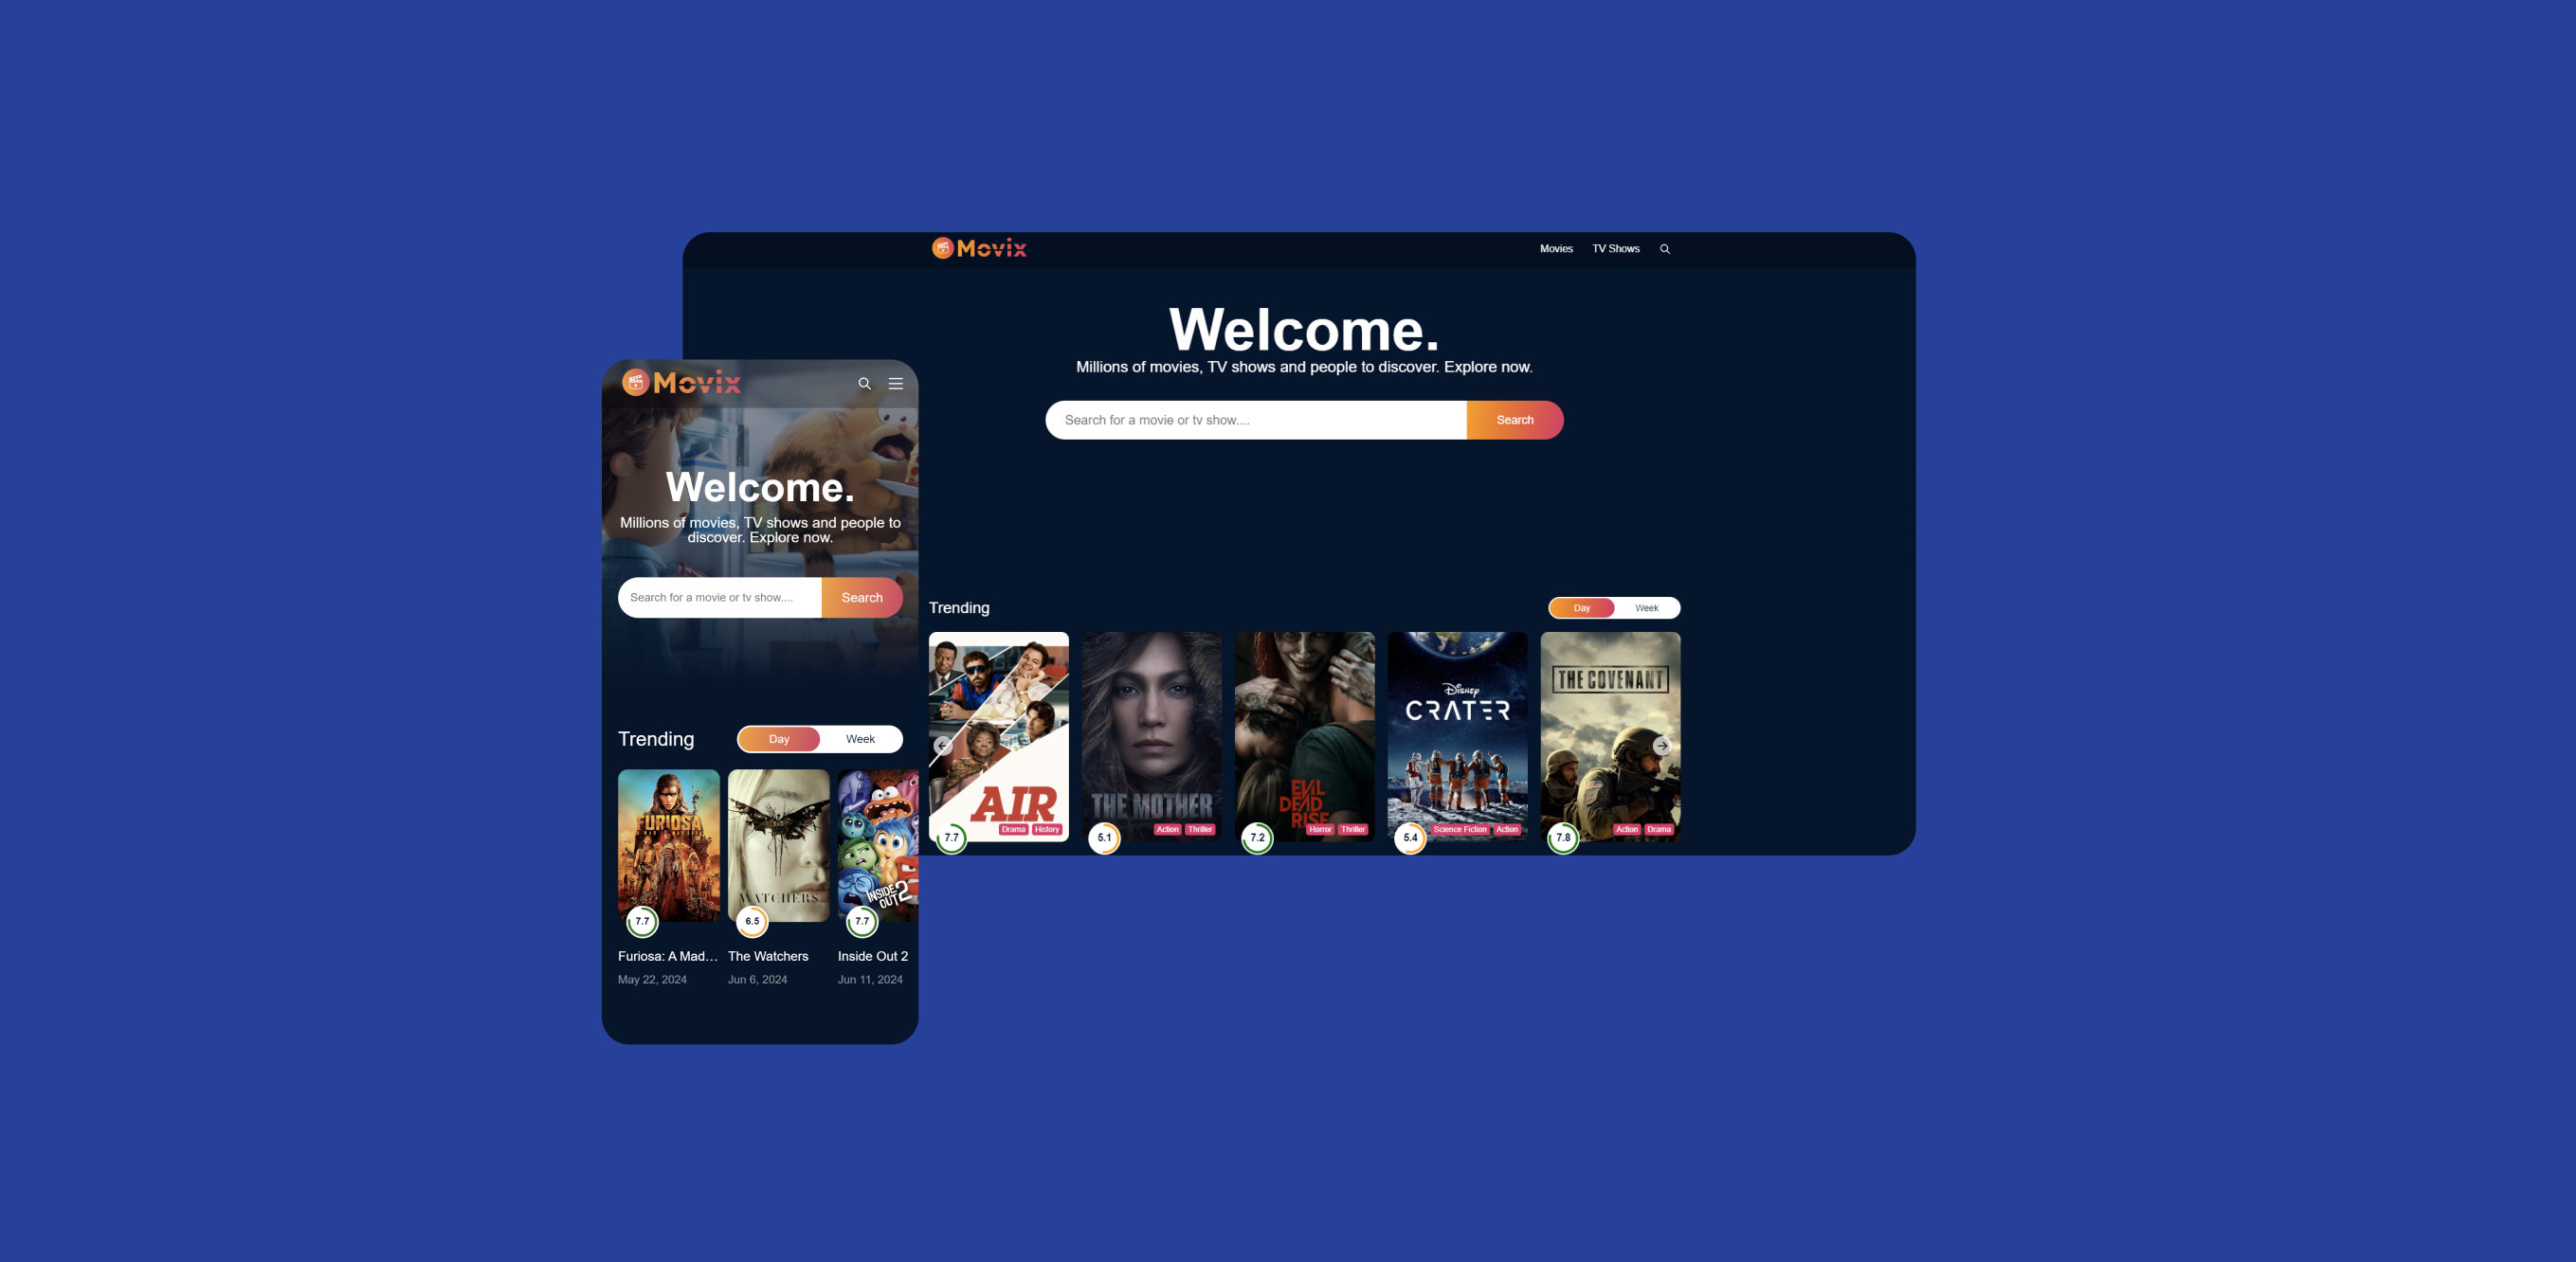 Movix
Movies
TV Shows
Welcome.
Millions of movies, TV shows and people to discover. Explore now.
Search for a movie or tv show....
Search
Trending
Day
Week
AIR
Drama
History
7.7
THE MOTHER
Action
Thriller
5.1
EVIL
DEAD
RISE
Horror
Thriller
7.2
Disney
CRATER
Science Fiction
Action
5.4
THE COVENANT
Action
Drama
7.8
Movix
Welcome.
Millions of movies, TV shows and people to
discover. Explore now.
Search for a movie or tv show....
Search
Trending
Day
Week
FURIOSA
7.7
Furiosa: A Mad...
May 22, 2024
WATCHERS
6.5
The Watchers
Jun 6, 2024
INSIDE
OUT 2
7.7
Inside Out 2
Jun 11, 2024